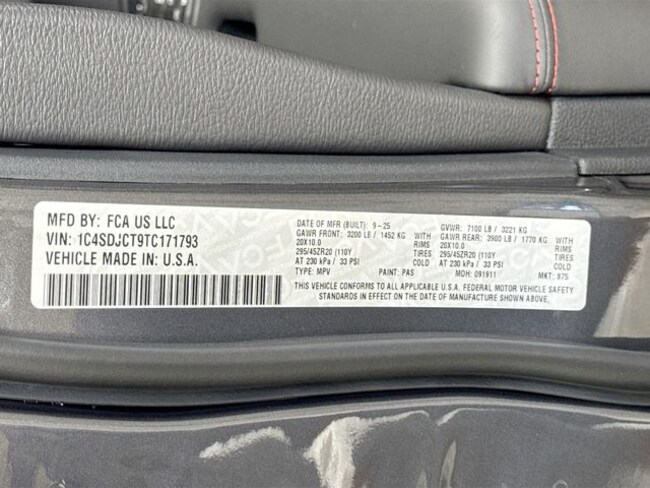 MFD BY: FCA US LLC
VIN: 1C4SDJCT9TC171793
VEHICLE MADE IN: U.S.A.
DATE OF MFR (BUILT): 9-25 GVWR: 7100 LB / 3221 KG
GAWR FRONT: 3200 LB / 1452 KG WITH GAWR REAR: 3900 LB / 1770 KG WITH
20X10.0 RIMS 20X10.0 RIMS
295/45ZR20 (110Y TIRES 295/45ZR20 (110Y TIRES
AT 230 kPa / 33 PSI COLD AT 230 kPa / 33 PSI COLD
TYPE: MPV PAINT: PAS MDH: 091911 MKT: 875
THIS VEHICLE CONFORMS TO ALL APPLICABLE U.S.A. FEDERAL MOTOR VEHICLE SAFETY
STANDARDS IN EFFECT ON THE DATE OF MANUFACTURE SHOWN ABOVE.